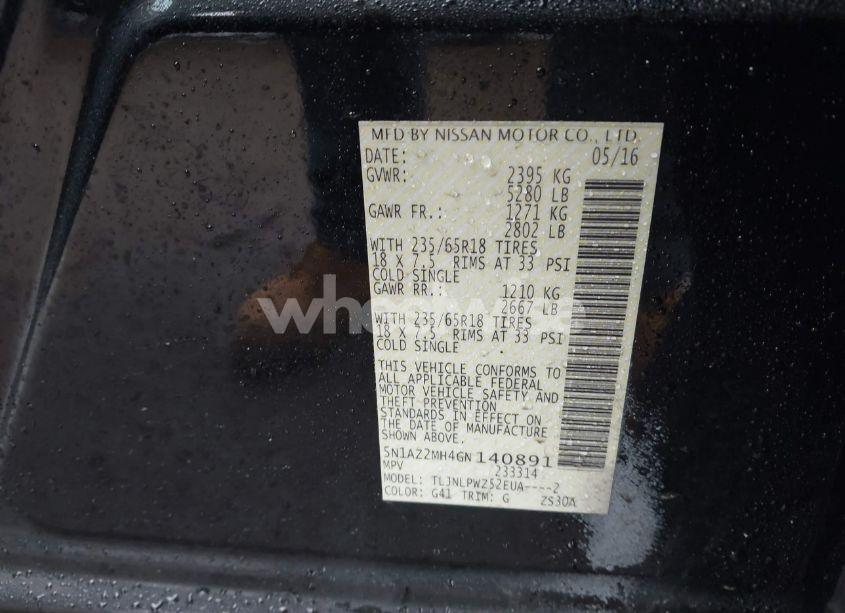 MFD BY NISSAN MOTOR CO., LTD.
DATE: 05/16
GVWR: 2395 KG
5280 LB
GAWR FR.: 1271 KG
2802 LB
WITH 235/65R18 TIRES
18 X 7.5 RIMS AT 33 PSI
COLD SINGLE
GAWR RR.: 1210 KG
2667 LB
WITH 235/65R18 TIRES
18 X 7.5 RIMS AT 33 PSI
COLD SINGLE
THIS VEHICLE CONFORMS TO
ALL APPLICABLE FEDERAL
MOTOR VEHICLE SAFETY AND
THEFT PREVENTION
STANDARDS IN EFFECT ON
THE DATE OF MANUFACTURE
SHOWN ABOVE.
5N1AZ2MH4GN140891
MPV 233314
MODEL: TLJNLPWZ52EUA----2
COLOR: G41 TRIM: G ZS30A